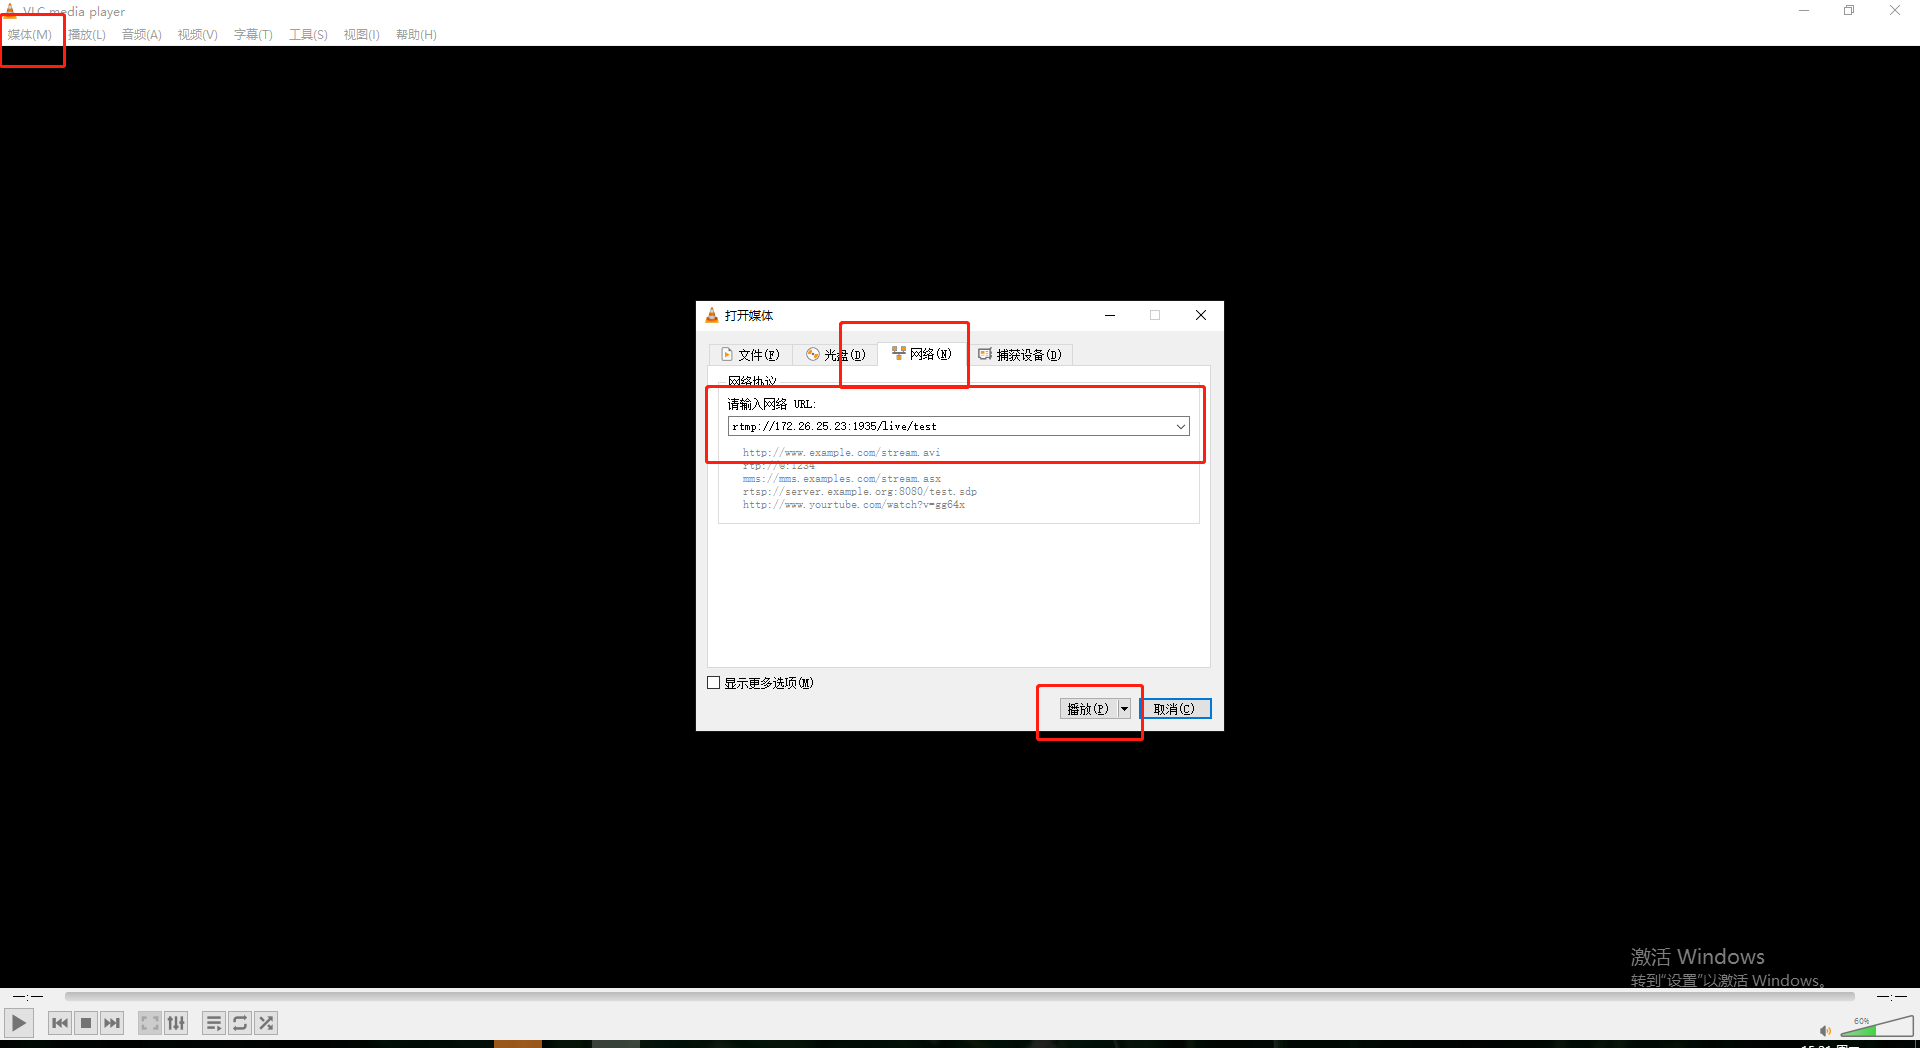 VLC media player
媒体(M) 播放(L) 音频(A) 视频(V) 字幕(T) 工具(S) 视图(I) 帮助(H)
打开媒体
文件(F) 光盘(D) 网络(N) 捕获设备(D)
网络协议
请输入网络 URL:
rtmp://172.26.25.23:1935/live/test
http://www.example.com/stream.avi
rtp://@:1234
mms://mms.examples.com/stream.asx
rtsp://server.example.org:8080/test.sdp
http://www.yourtube.com/watch?v=gg64x
显示更多选项(M)
播放(P) 取消(C)
激活 Windows
转到“设置”以激活 Windows。
--:-- --:--
60%